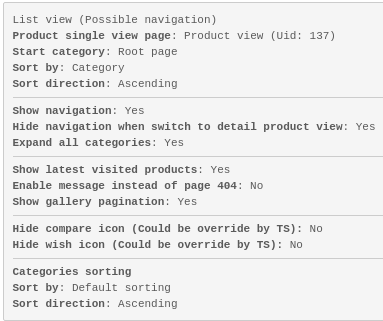 List view (Possible navigation)
Product single view page: Product view (Uid: 137)
Start category: Root page
Sort by: Category
Sort direction: Ascending
Show navigation: Yes
Hide navigation when switch to detail product view: Yes
Expand all categories: Yes
Show latest visited products: Yes
Enable message instead of page 404: No
Show gallery pagination: Yes
Hide compare icon (Could be override by TS): No
Hide wish icon (Could be override by TS): No
Categories sorting
Sort by: Default sorting
Sort direction: Ascending